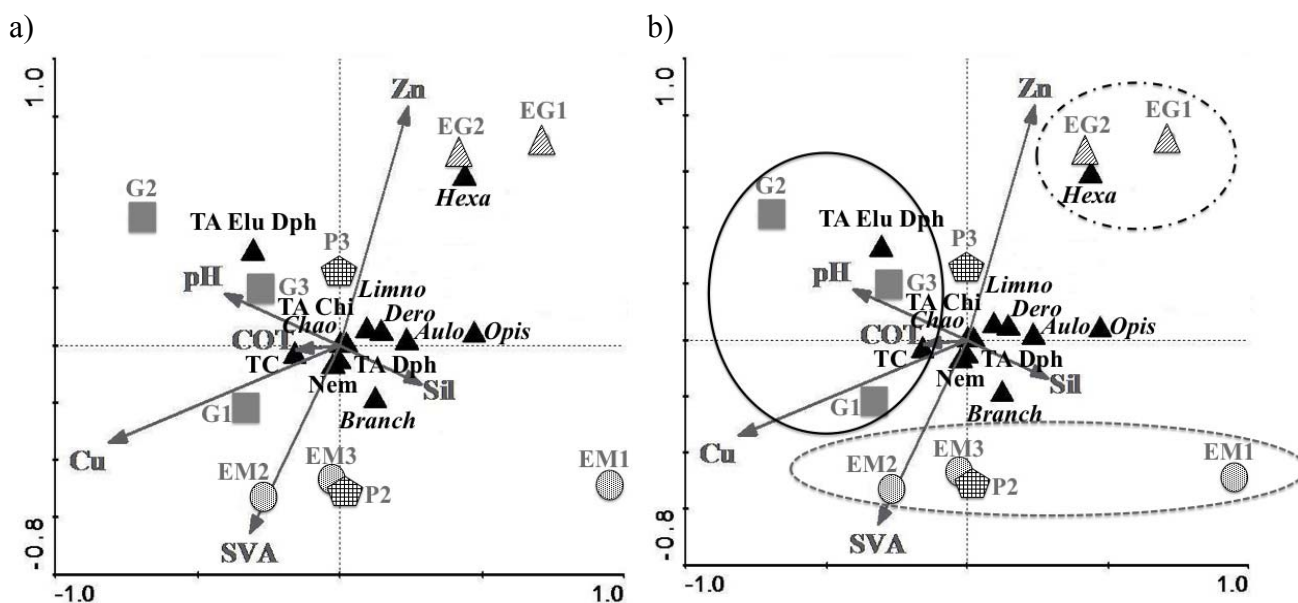 a)
1.0
Zn
EG1
EG2
Hexa
G2
TA Elu Dph
P3
pH
G3
Limno
TA Chi
Dero
Chao
COT
Aulo Opis
TC
TA Dph
Nem
Sil
G1
Branch
Cu
EM3
EM2
EM1
P2
SVA
-0.8
-1.0
1.0
b)
1.0
Zn
EG1
EG2
Hexa
G2
TA Elu Dph
P3
pH
G3
Limno
TA Chi
Dero
Chao
COT
Aulo Opis
TC
TA Dph
Nem
Sil
G1
Branch
Cu
EM3
EM2
EM1
P2
SVA
-0.8
-1.0
1.0